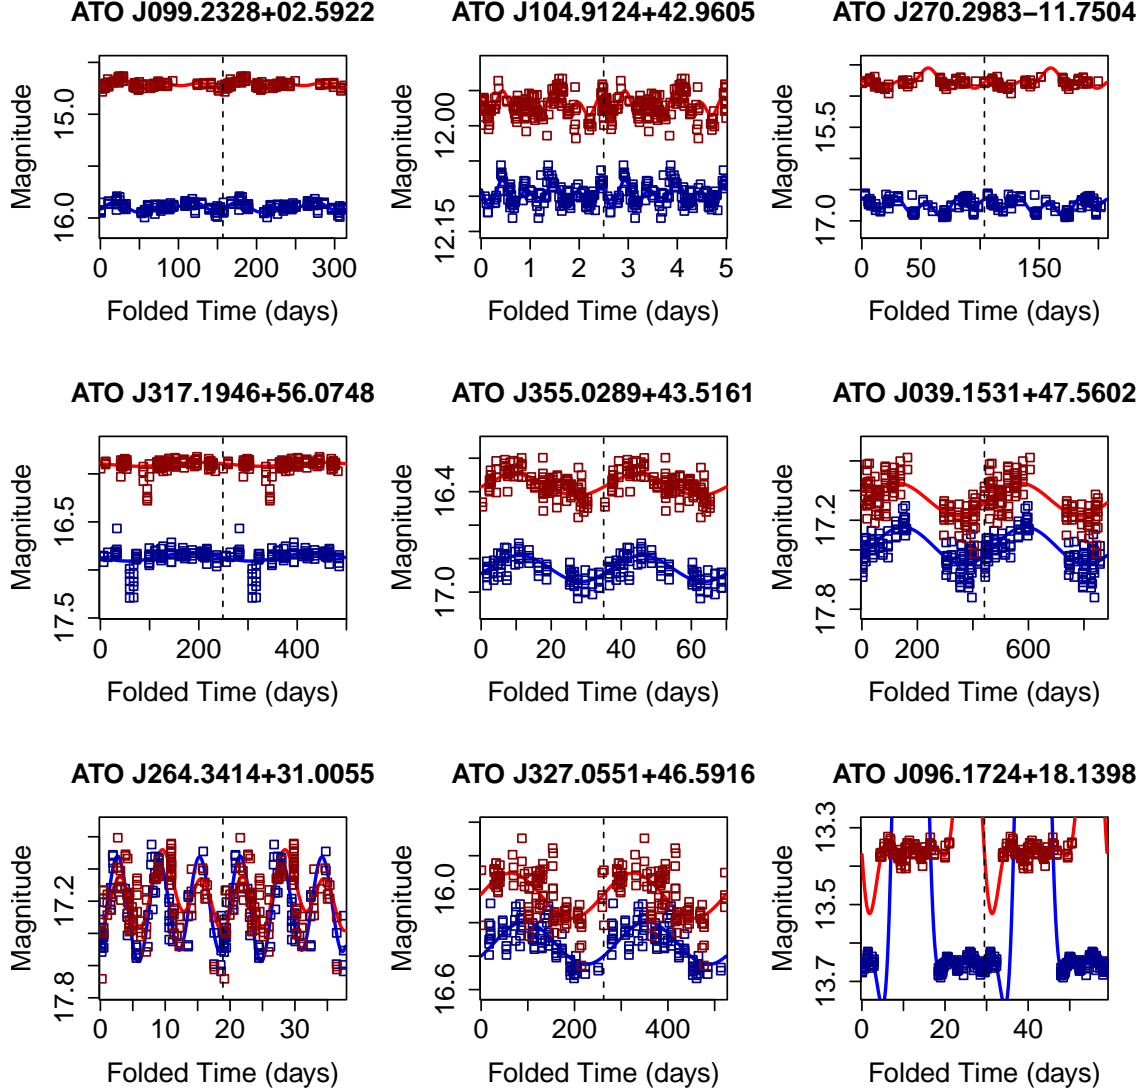 ATO J099.2328+02.5922
Magnitude
15.0
16.0
0
100
200
300
Folded Time (days)
ATO J104.9124+42.9605
Magnitude
12.00
12.15
0
1
2
3
4
5
Folded Time (days)
ATO J270.2983−11.7504
Magnitude
15.5
17.0
0
50
150
Folded Time (days)
ATO J317.1946+56.0748
Magnitude
16.5
17.5
0
200
400
Folded Time (days)
ATO J355.0289+43.5161
Magnitude
16.4
17.0
0
20
40
60
Folded Time (days)
ATO J039.1531+47.5602
Magnitude
17.2
17.8
0
200
600
Folded Time (days)
ATO J264.3414+31.0055
Magnitude
17.2
17.8
0
10
20
30
Folded Time (days)
ATO J327.0551+46.5916
Magnitude
16.0
16.6
0
200
400
Folded Time (days)
ATO J096.1724+18.1398
Magnitude
13.3
13.5
13.7
0
20
40
Folded Time (days)